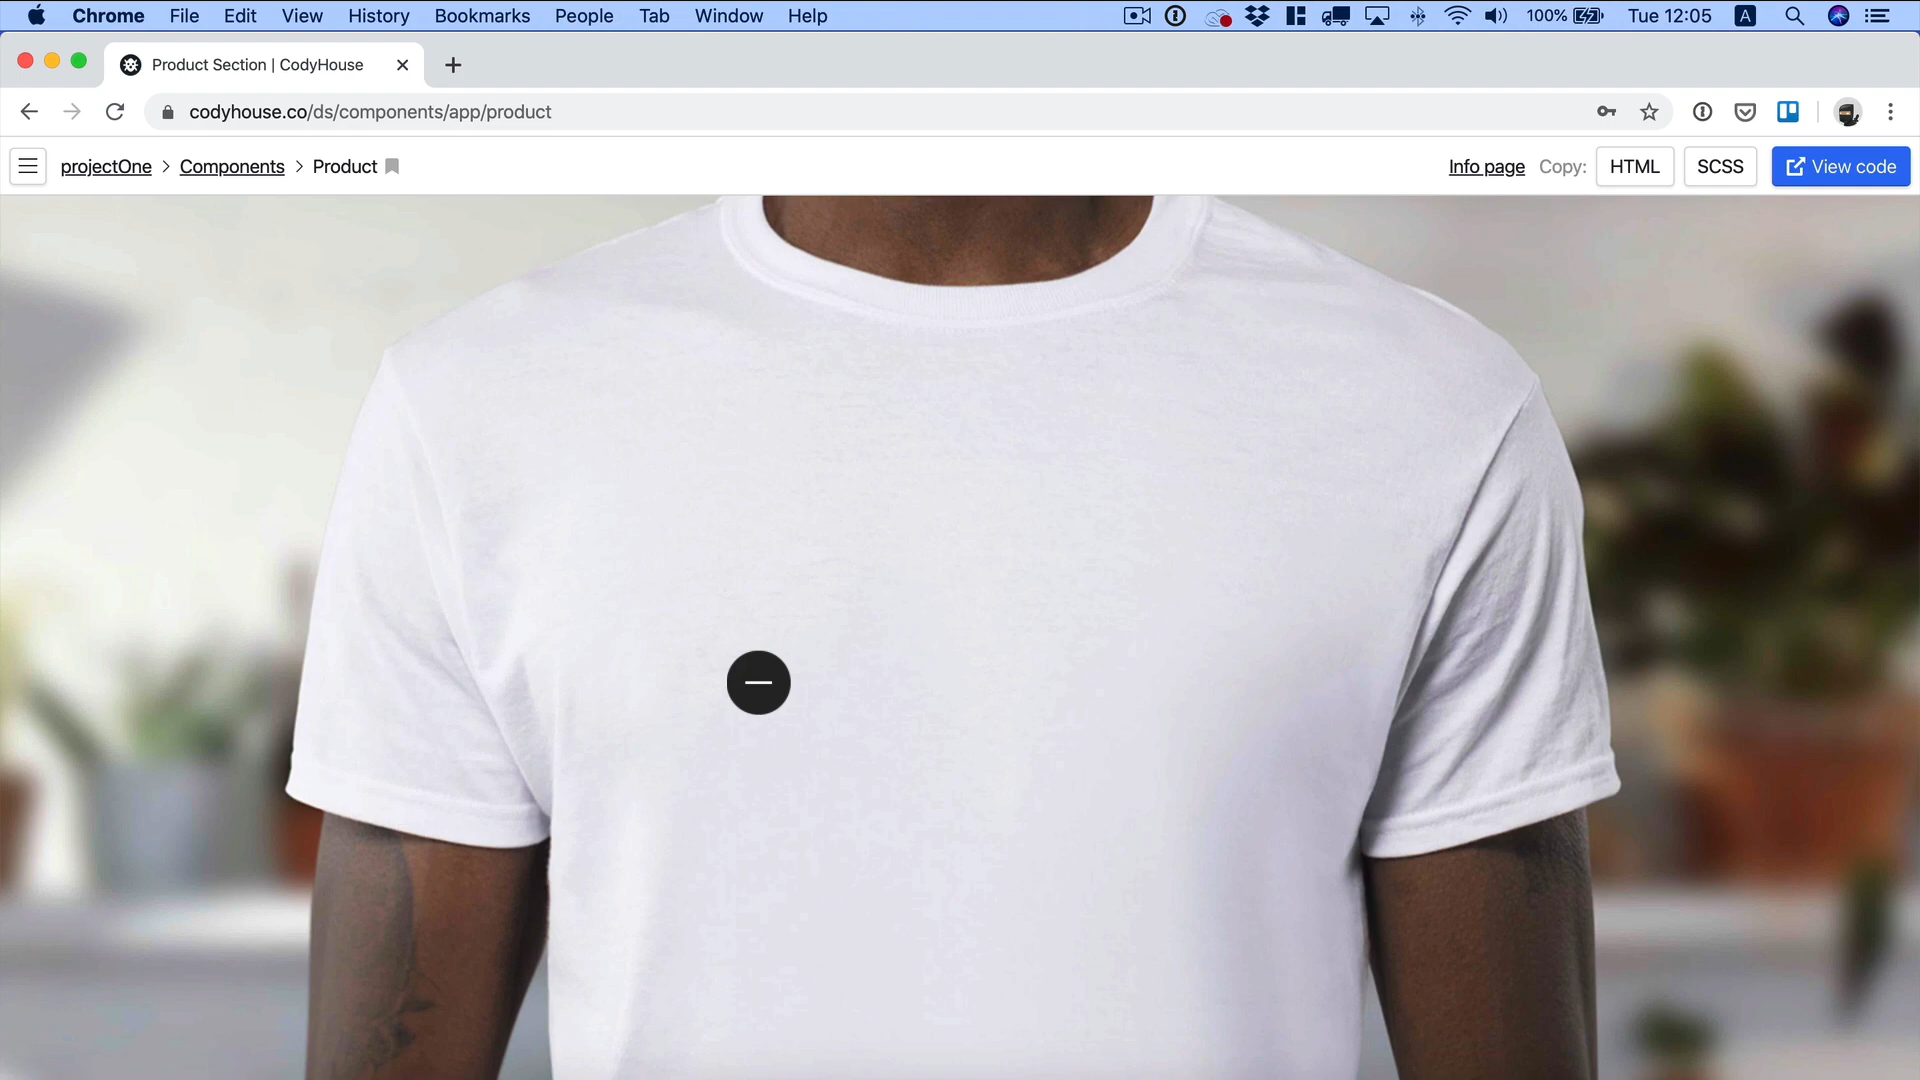 Chrome File Edit View History Bookmarks People Tab Window Help 100% Tue 12:05 A
Product Section | CodyHouse
codyhouse.co/ds/components/app/product
projectOne > Components > Product Info page Copy: HTML SCSS View code